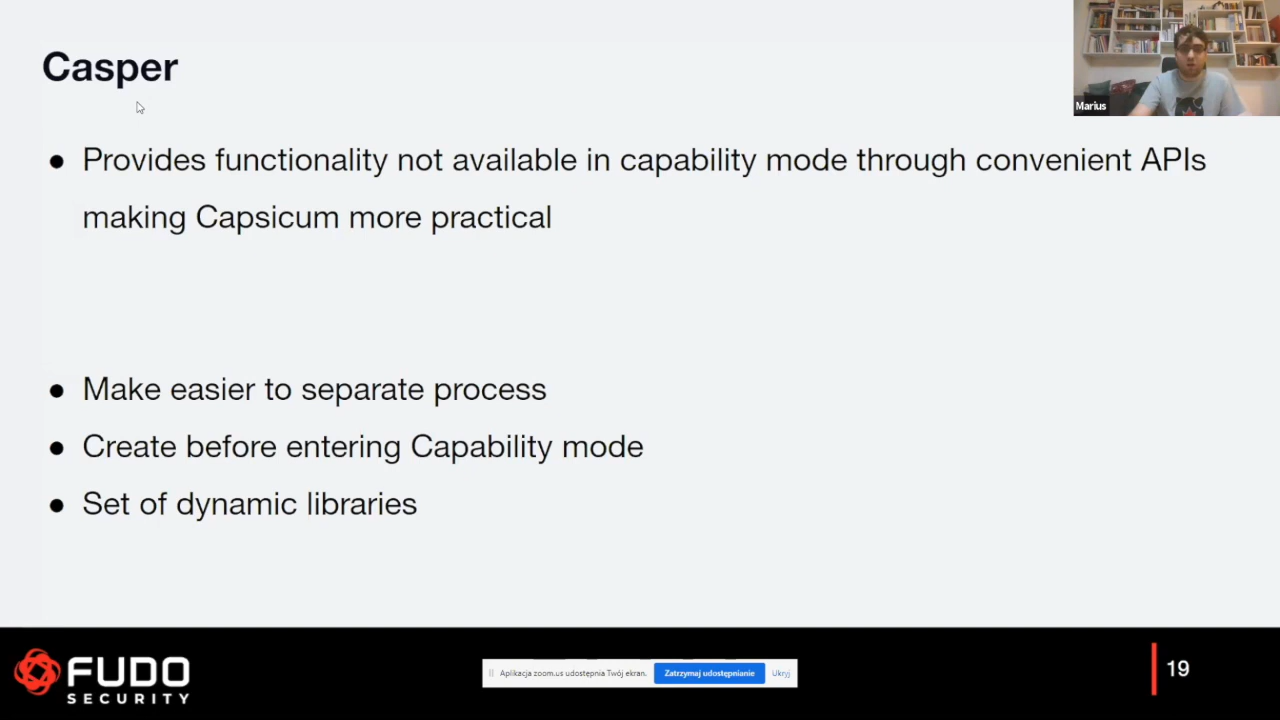 Casper
Marius
● Provides functionality not available in capability mode through convenient APIs
making Capsicum more practical
● Make easier to separate process
● Create before entering Capability mode
● Set of dynamic libraries
FUDO
SECURITY
Aplikacja zoom.us udostępnia Twój ekran.
Zatrzymaj udostępnianie
Ukryj
19